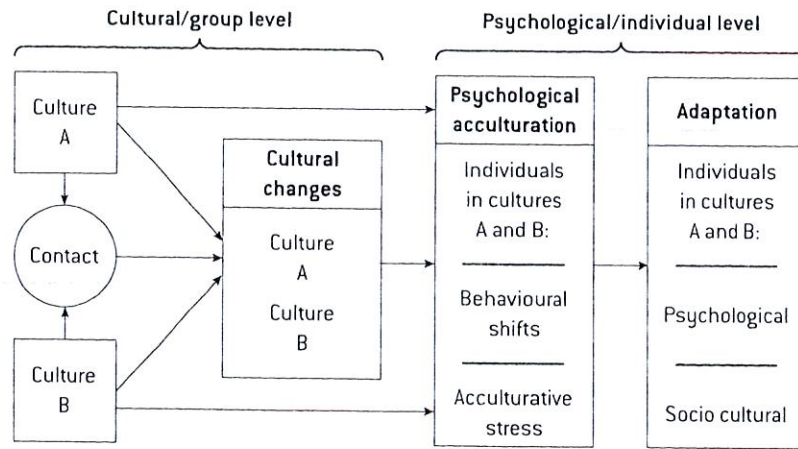 Cultural/group level
Psychological/individual level
Culture
A
Contact
Culture
B
Cultural
changes
Culture
A
Culture
B
Psychological
acculturation
Individuals
in cultures
A and B:
Behavioural
shifts
Acculturative
stress
Adaptation
Individuals
in cultures
A and B:
Psychological
Socio cultural